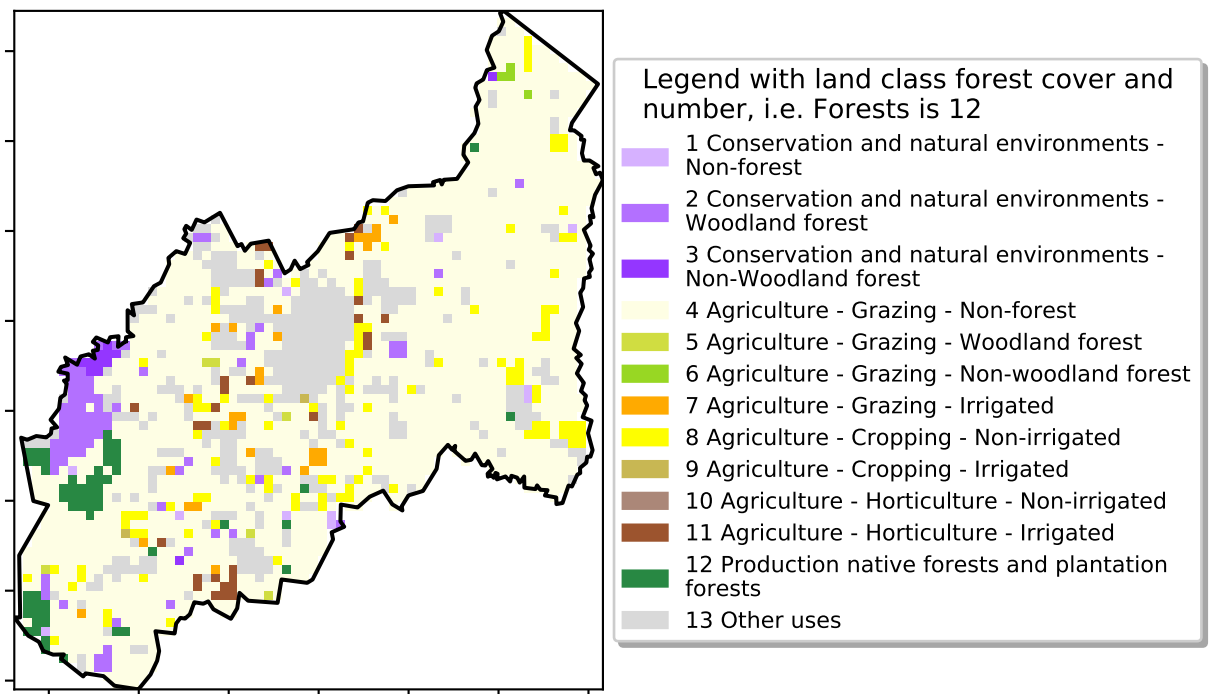 Legend with land class forest cover and
number, i.e. Forests is 12
1 Conservation and natural environments -
Non-forest
2 Conservation and natural environments -
Woodland forest
3 Conservation and natural environments -
Non-Woodland forest
4 Agriculture - Grazing - Non-forest
5 Agriculture - Grazing - Woodland forest
6 Agriculture - Grazing - Non-woodland forest
7 Agriculture - Grazing - Irrigated
8 Agriculture - Cropping - Non-irrigated
9 Agriculture - Cropping - Irrigated
10 Agriculture - Horticulture - Non-irrigated
11 Agriculture - Horticulture - Irrigated
12 Production native forests and plantation
forests
13 Other uses